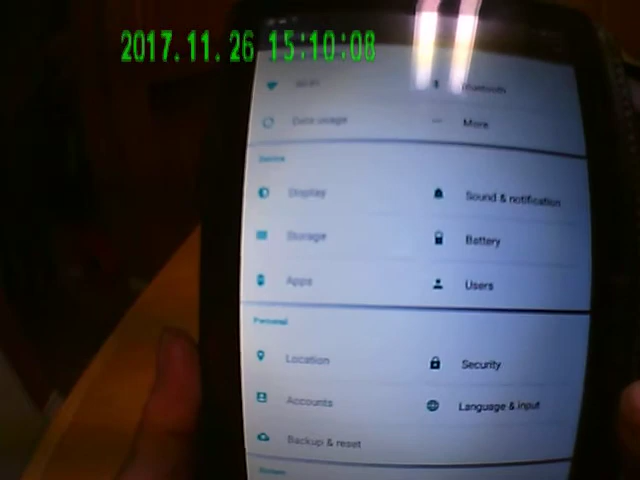 2017.11.26 15:10:08
Wi-Fi Bluetooth
Data usage More
Device
Display Sound & notification
Storage Battery
Apps Users
Personal
Location Security
Accounts Language & input
Backup & reset
System